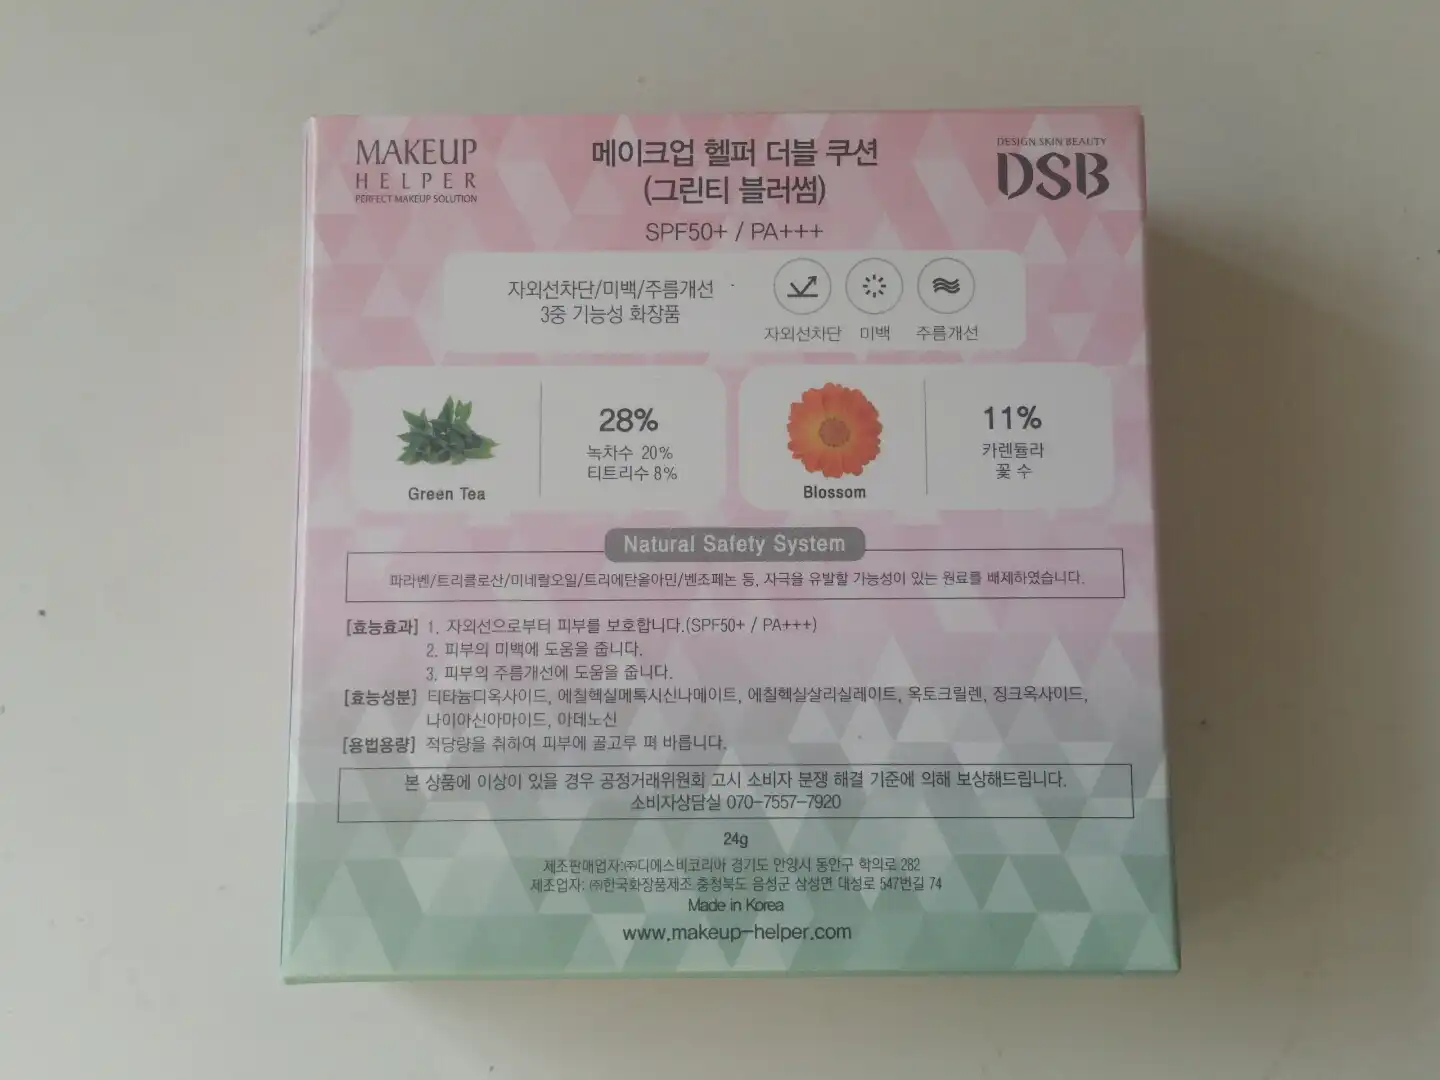 MAKEUP
HELPER
PERFECT MAKEUP SOLUTION
메이크업 헬퍼 더블 쿠션
(그린티 블러썸)
SPF50+ / PA+++
DESIGN SKIN BEAUTY
DSB
자외선차단/미백/주름개선
3중 기능성 화장품
자외선차단 미백 주름개선
Green Tea
28%
녹차수 20%
티트리수 8%
Blossom
11%
카렌듈라
꽃 수
Natural Safety System
파라벤/트리클로산/미네랄오일/트리에탄올아민/벤조페논 등, 자극을 유발할 가능성이 있는 원료를 배제하였습니다.
[효능효과] 1. 자외선으로부터 피부를 보호합니다.(SPF50+ / PA+++)
2. 피부의 미백에 도움을 줍니다.
3. 피부의 주름개선에 도움을 줍니다.
[효능성분] 티타늄디옥사이드, 에칠헥실메톡시신나메이트, 에칠헥실살리실레이트, 옥토크릴렌, 징크옥사이드,
나이아신아마이드, 아데노신
[용법용량] 적당량을 취하여 피부에 골고루 펴 바릅니다.
본 상품에 이상이 있을 경우 공정거래위원회 고시 소비자 분쟁 해결 기준에 의해 보상해드립니다.
소비자상담실 070-7557-7920
24g
제조판매업자:㈜디에스비코리아 경기도 안양시 동안구 학의로 282
제조업자: ㈜한국화장품제조 충청북도 음성군 삼성면 대성로 547번길 74
Made in Korea
www.makeup-helper.com